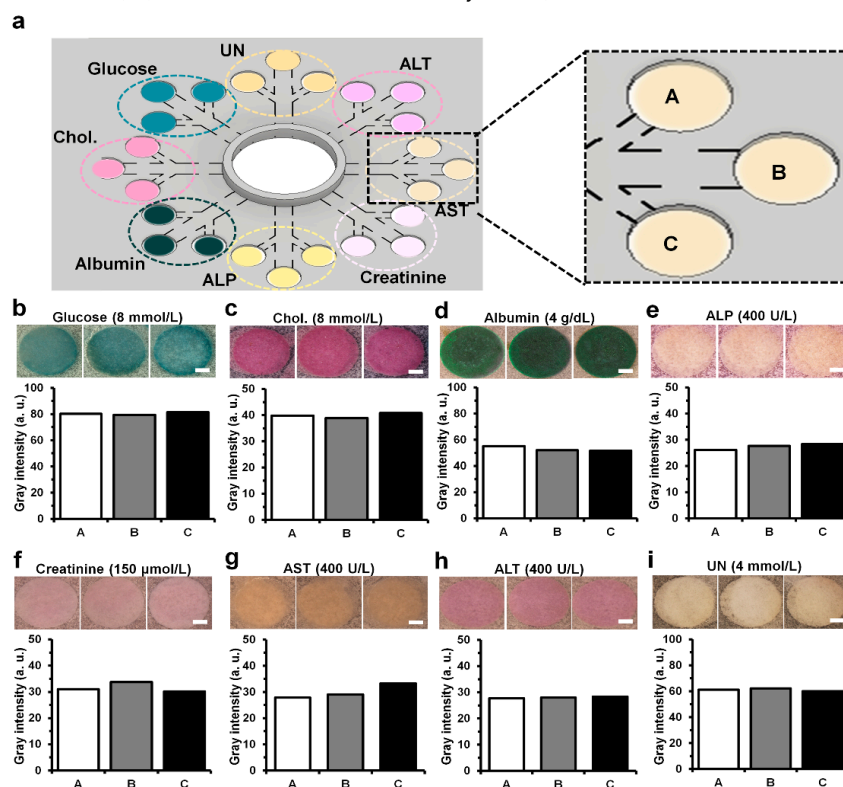 a
UN
Glucose
ALT
Chol.
AST
Albumin
ALP
Creatinine
A
B
C
b
Glucose (8 mmol/L)
Gray intensity (a. u.)
100
80
60
40
20
0
A B C
c
Chol. (8 mmol/L)
Gray intensity (a. u.)
50
40
30
20
10
0
A B C
d
Albumin (4 g/dL)
Gray intensity (a. u.)
100
80
60
40
20
0
A B C
e
ALP (400 U/L)
Gray intensity (a. u.)
50
40
30
20
10
0
A B C
f
Creatinine (150 µmol/L)
Gray intensity (a. u.)
50
40
30
20
10
0
A B C
g
AST (400 U/L)
Gray intensity (a. u.)
50
40
30
20
10
0
A B C
h
ALT (400 U/L)
Gray intensity (a. u.)
50
40
30
20
10
0
A B C
i
UN (4 mmol/L)
Gray intensity (a. u.)
100
80
60
40
20
0
A B C